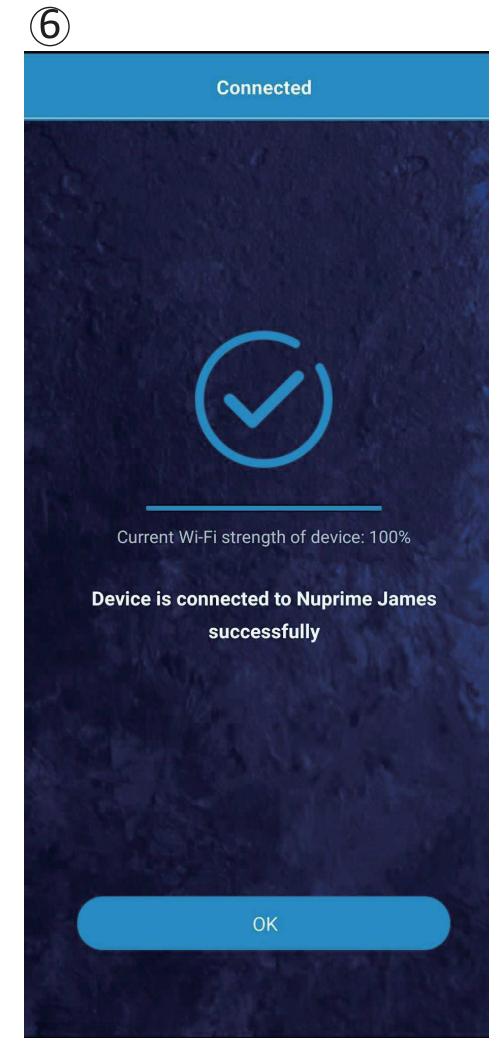 ⑥
Connected
Current Wi-Fi strength of device: 100%
Device is connected to Nuprime James
successfully
OK